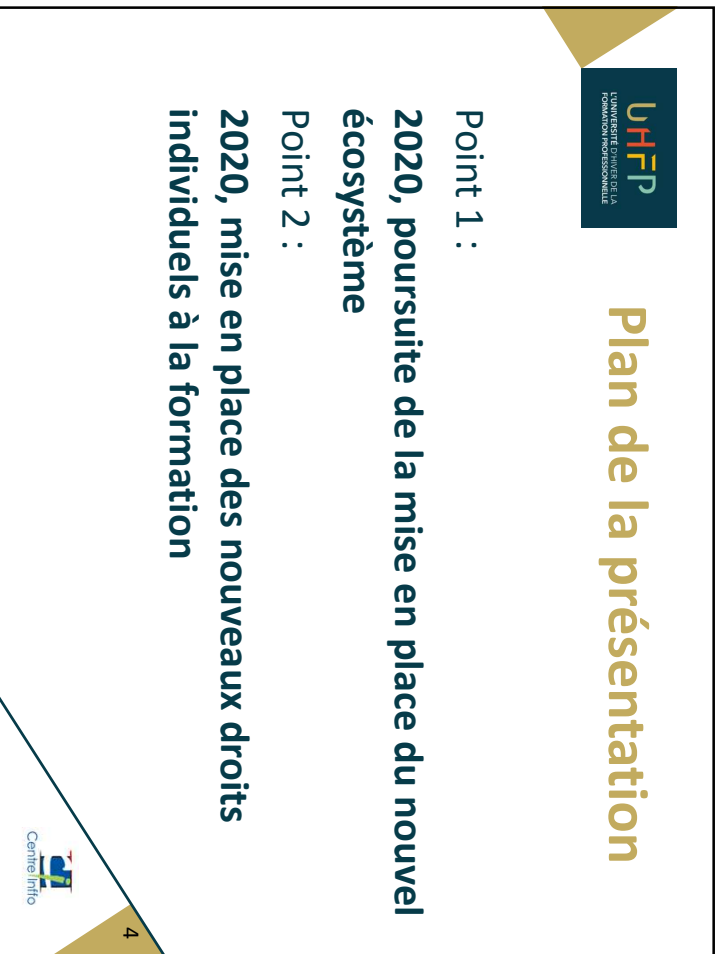 UHFP
L'UNIVERSITÉ D'HIVER DE LA
FORMATION PROFESSIONNELLE
Plan de la présentation
Point 1 :
2020, poursuite de la mise en place du nouvel
écosystème
Point 2 :
2020, mise en place des nouveaux droits
individuels à la formation
Centre Inffo
4